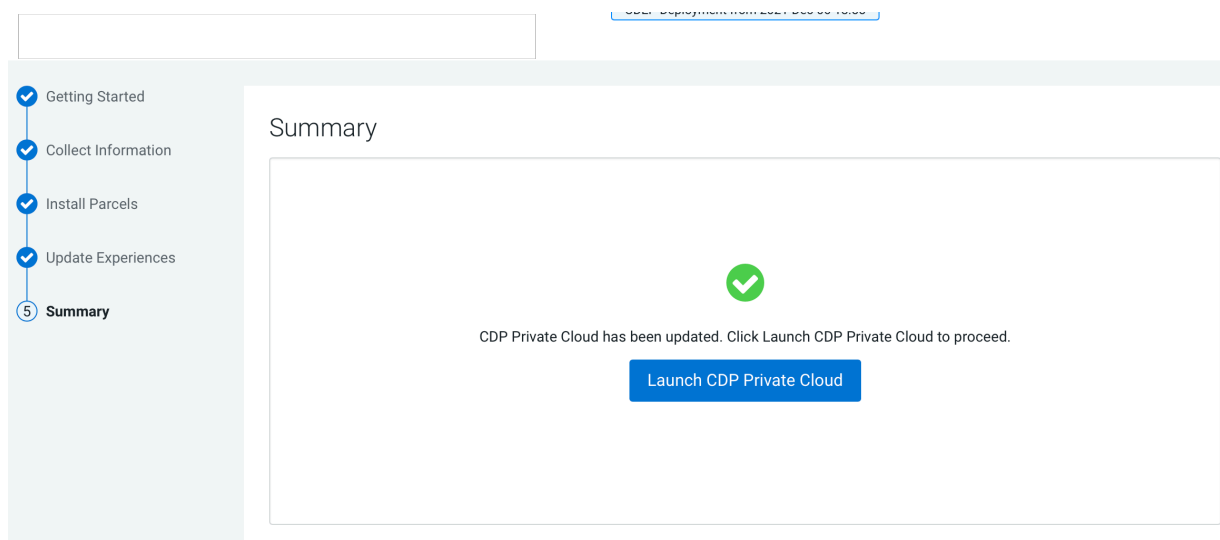 Getting Started
Collect Information
Install Parcels
Update Experiences
5 Summary
Summary
CDP Private Cloud has been updated. Click Launch CDP Private Cloud to proceed.
Launch CDP Private Cloud